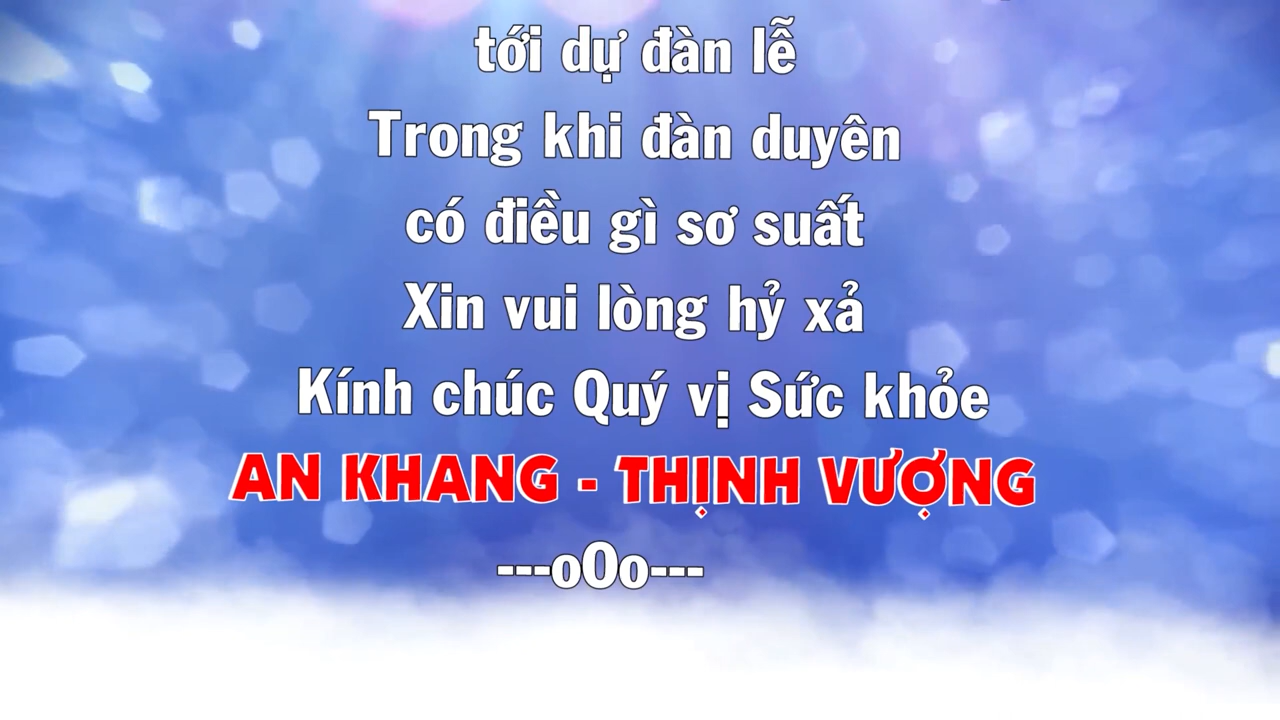 tới dự đàn lễ
Trong khi đàn duyên
có điều gì sơ suất
Xin vui lòng hỷ xả
Kính chúc Quý vị Sức khỏe
AN KHANG - THỊNH VƯỢNG
---oOo---